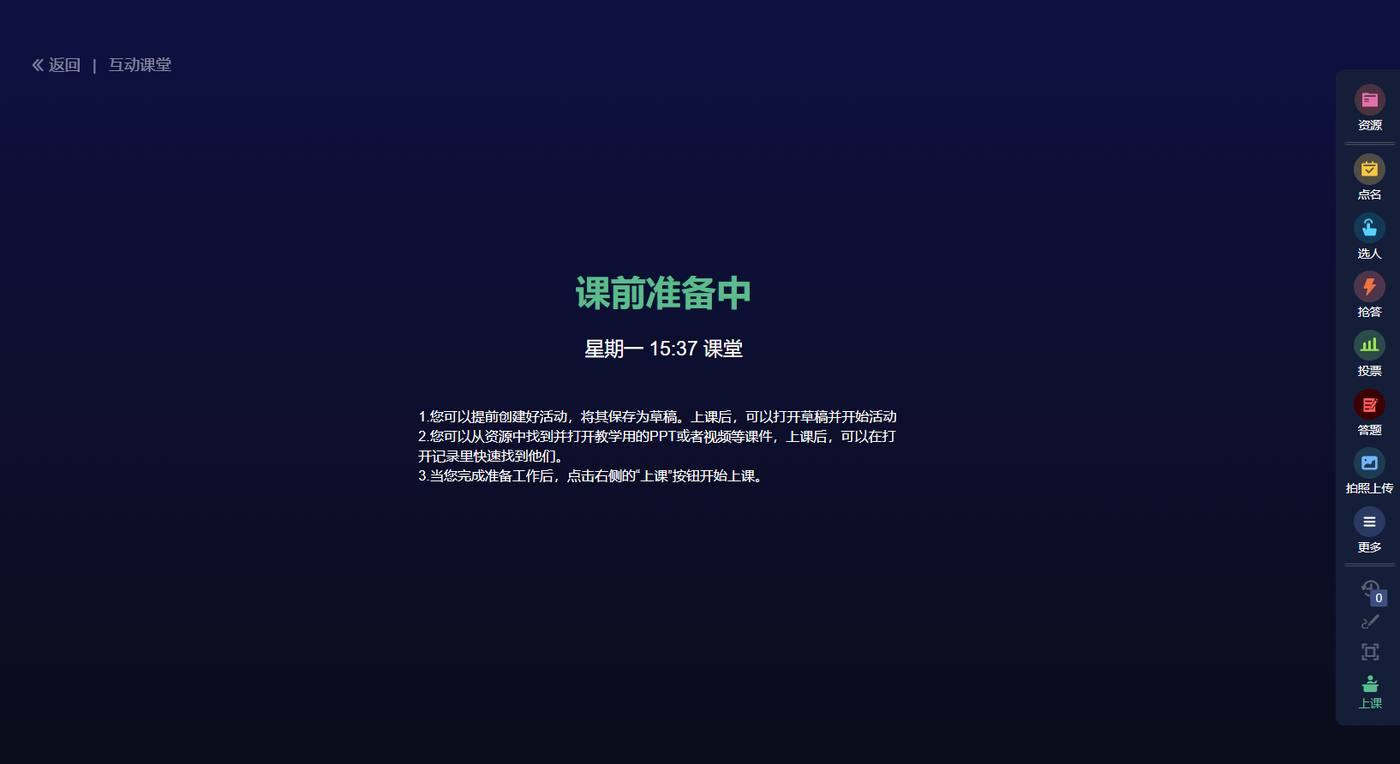 返回 | 互动课堂
课前准备中
星期一 15:37 课堂
1.您可以提前创建好活动，将其保存为草稿。上课后，可以打开草稿并开始活动
2.您可以从资源中找到并打开教学用的PPT或者视频等课件，上课后，可以在打
开记录里快速找到他们。
3.当您完成准备工作后，点击右侧的“上课”按钮开始上课。
资源
点名
选人
抢答
投票
答题
拍照上传
更多
0
上课